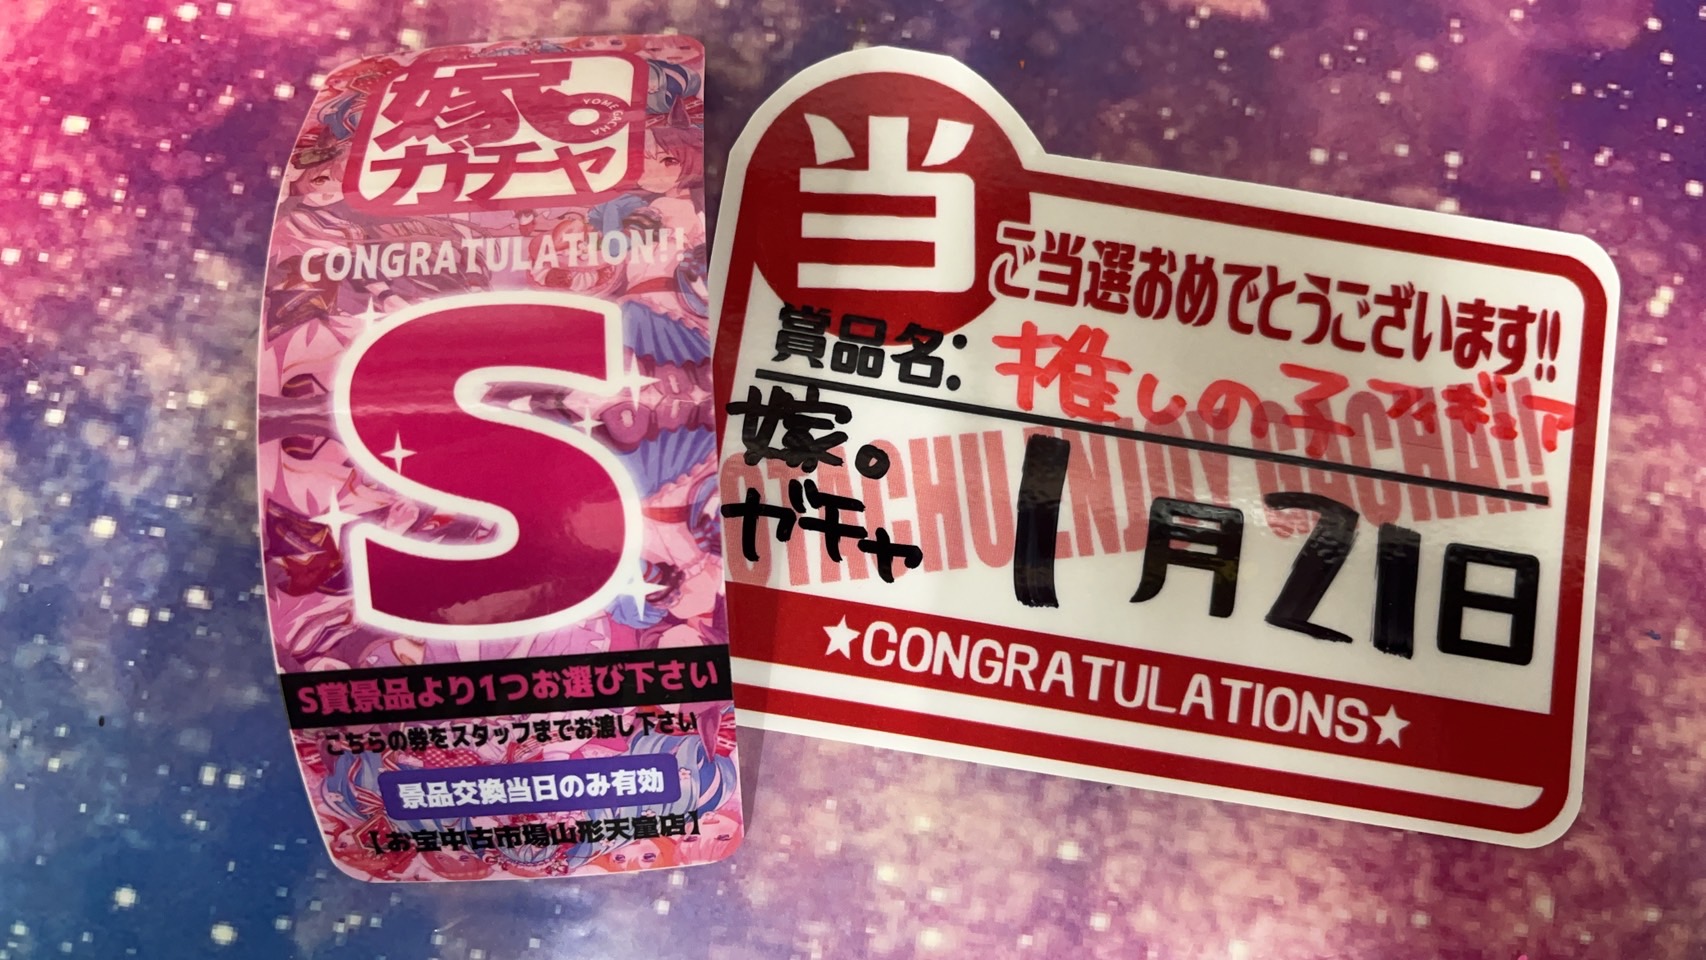 嫁。
YOME GACHA
ガチャ
CONGRATULATION!!
S
S賞景品より1つお選び下さい
こちらの券をスタッフまでお渡し下さい
景品交換当日のみ有効
【お宝中古市場山形天童店】
当
ご当選おめでとうございます!!
賞品名:推しの子フィギュア
嫁。
ガチャ
OTACHU ENJOY GACHA!!
1月21日
★CONGRATULATIONS★